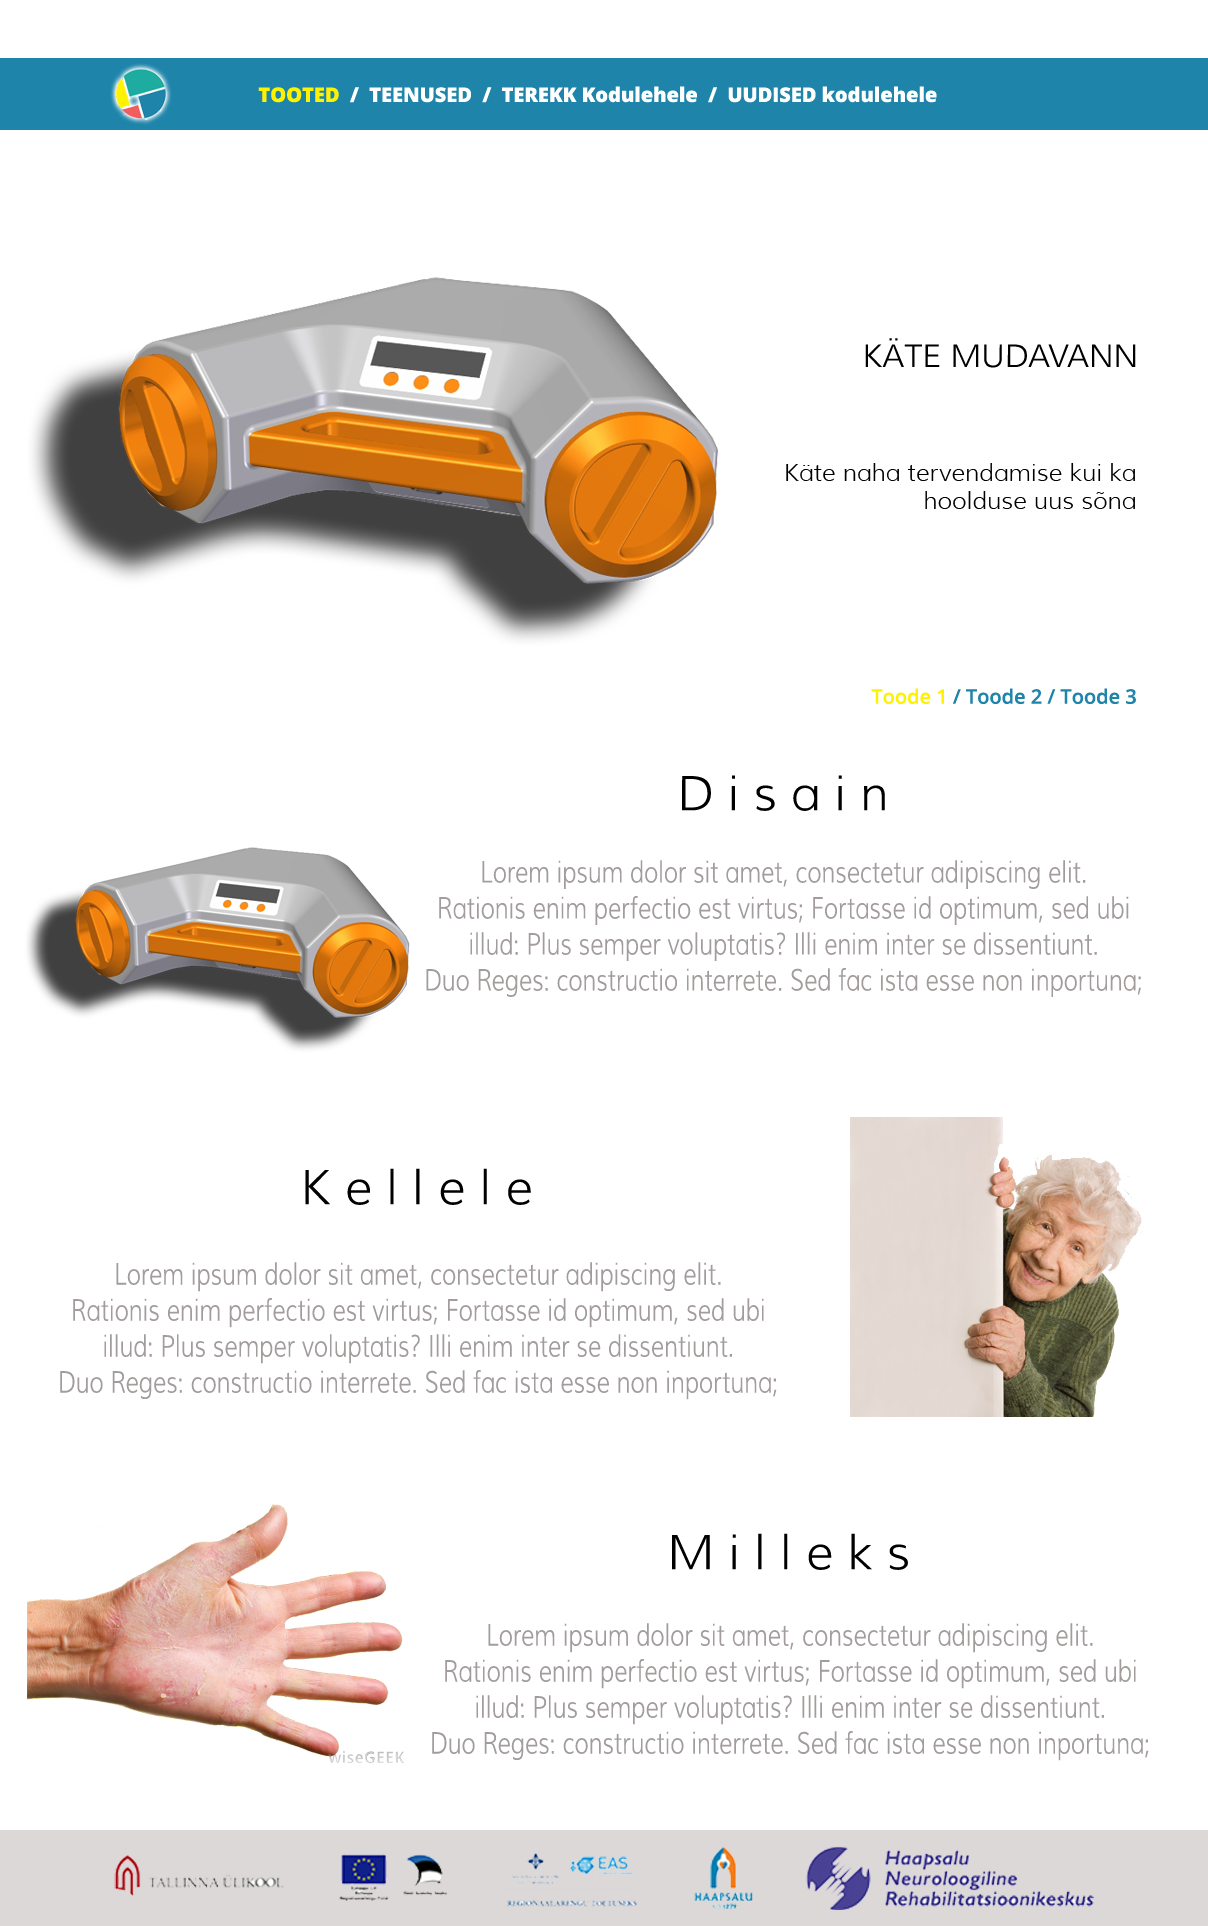 TOOTED / TEENUSED / TEREKK Kodulehele / UUDISED kodulehele
KÄTE MUDAVANN
Käte naha tervendamise kui ka
hoolduse uus sõna
Toode 1 / Toode 2 / Toode 3
Disain
Lorem ipsum dolor sit amet, consectetur adipiscing elit.
Rationis enim perfectio est virtus; Fortasse id optimum, sed ubi
illud: Plus semper voluptatis? Illi enim inter se dissentiunt.
Duo Reges: constructio interrete. Sed fac ista esse non inportuna;
Kellele
Lorem ipsum dolor sit amet, consectetur adipiscing elit.
Rationis enim perfectio est virtus; Fortasse id optimum, sed ubi
illud: Plus semper voluptatis? Illi enim inter se dissentiunt.
Duo Reges: constructio interrete. Sed fac ista esse non inportuna;
Milleks
Lorem ipsum dolor sit amet, consectetur adipiscing elit.
Rationis enim perfectio est virtus; Fortasse id optimum, sed ubi
illud: Plus semper voluptatis? Illi enim inter se dissentiunt.
Duo Reges: constructio interrete. Sed fac ista esse non inportuna;
wiseGEEK
TALLINNA ÜLIKOOL
EAS
REGIONAALARENGU TOETUSEKS
HAAPSALU
1279
Haapsalu
Neuroloogiline
Rehabilitatsioonikeskus